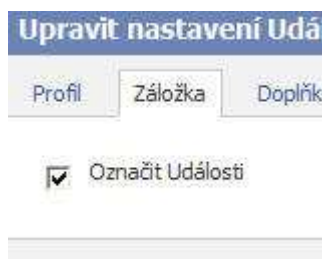 Upravit nastavení Udá
Profil Záložka Doplňk
Označit Události